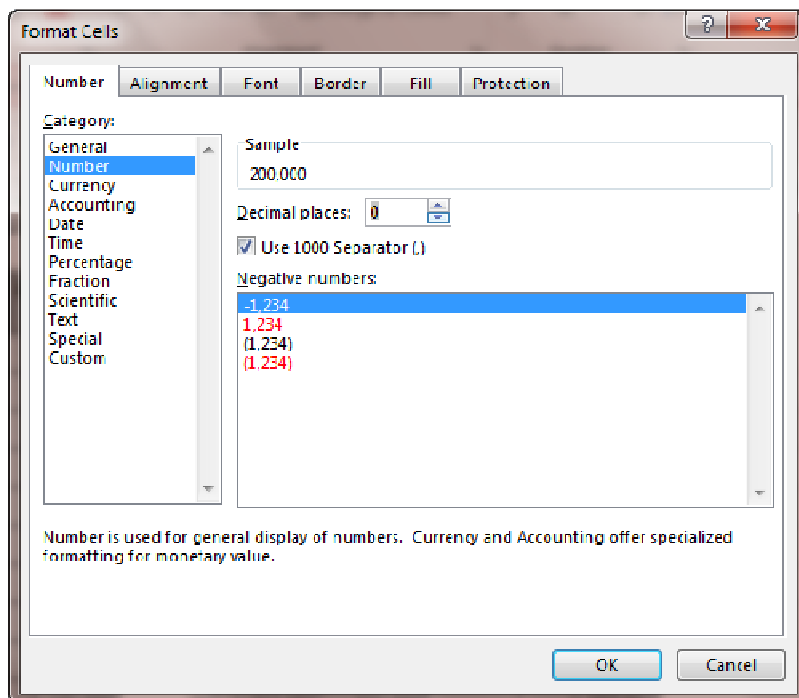 Format Cells
Number Alignment Font Border Fill Protection
Category:
General
Number
Currency
Accounting
Date
Time
Percentage
Fraction
Scientific
Text
Special
Custom
Sample
200,000
Decimal places: 0
Use 1000 Separator (,)
Negative numbers:
-1,234
1,234
(1,234)
(1,234)
Number is used for general display of numbers. Currency and Accounting offer specialized
formatting for monetary value.
OK Cancel